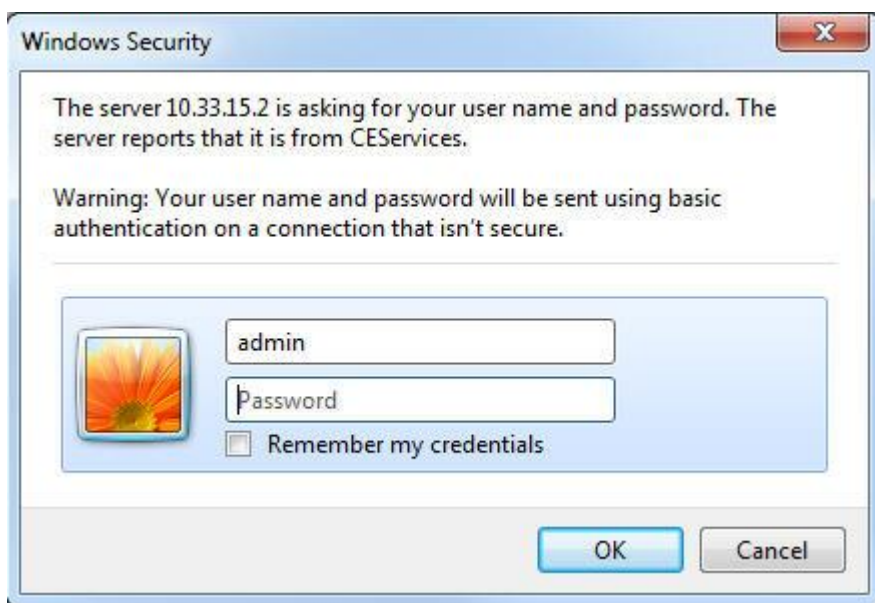 Windows Security
The server 10.33.15.2 is asking for your user name and password. The
server reports that it is from CEServices.
Warning: Your user name and password will be sent using basic
authentication on a connection that isn't secure.
admin
Password
Remember my credentials
OK
Cancel